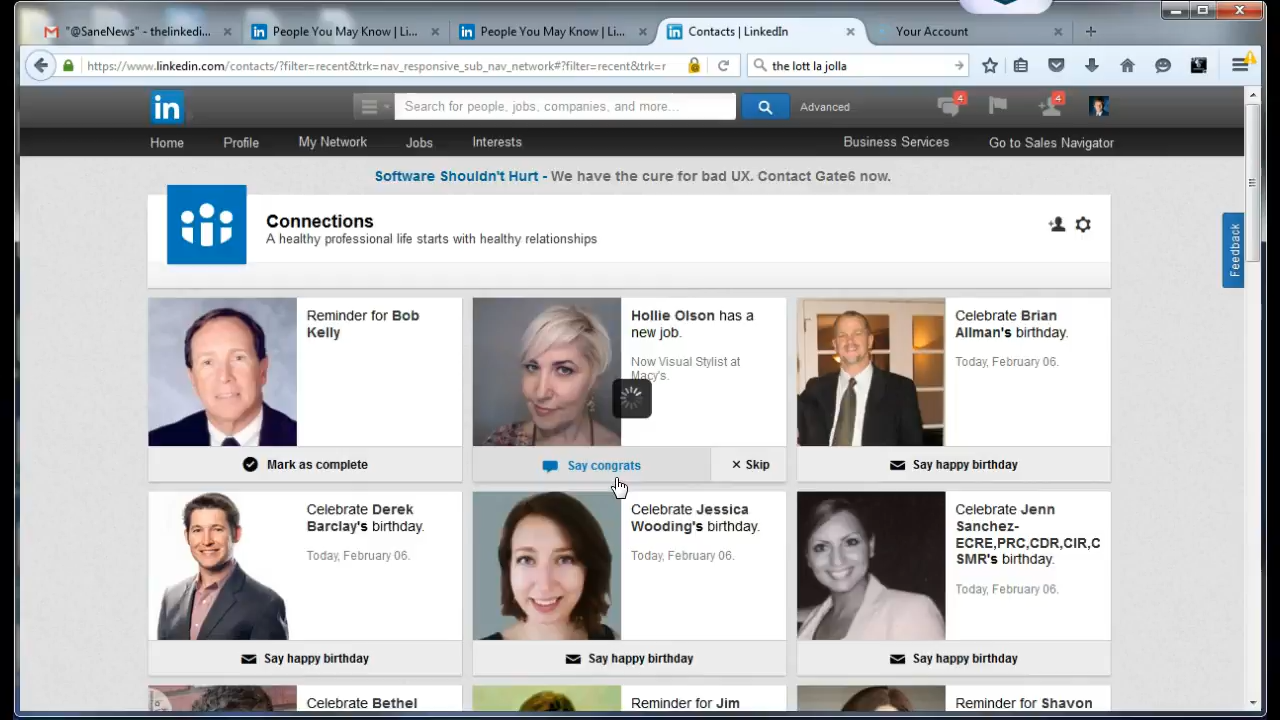 "@SaneNews" - thelinkedi...
People You May Know | Li...
People You May Know | Li...
Contacts | LinkedIn
Your Account
https://www.linkedin.com/contacts/?filter=recent&trk=nav_responsive_sub_nav_network#?filter=recent&trk=r
the lott la jolla
in
Search for people, jobs, companies, and more...
Advanced
4
4
Home
Profile
My Network
Jobs
Interests
Business Services
Go to Sales Navigator
Software Shouldn't Hurt - We have the cure for bad UX. Contact Gate6 now.
Connections
A healthy professional life starts with healthy relationships
Feedback
Reminder for Bob
Kelly
Mark as complete
Hollie Olson has a
new job.
Now Visual Stylist at
Macy's.
Say congrats
Skip
Celebrate Brian
Allman's birthday.
Today, February 06.
Say happy birthday
Celebrate Derek
Barclay's birthday.
Today, February 06.
Say happy birthday
Celebrate Jessica
Wooding's birthday.
Today, February 06.
Say happy birthday
Celebrate Jenn
Sanchez-
ECRE,PRC,CDR,CIR,C
SMR's birthday.
Today, February 06.
Say happy birthday
Celebrate Bethel
Reminder for Jim
Reminder for Shavon